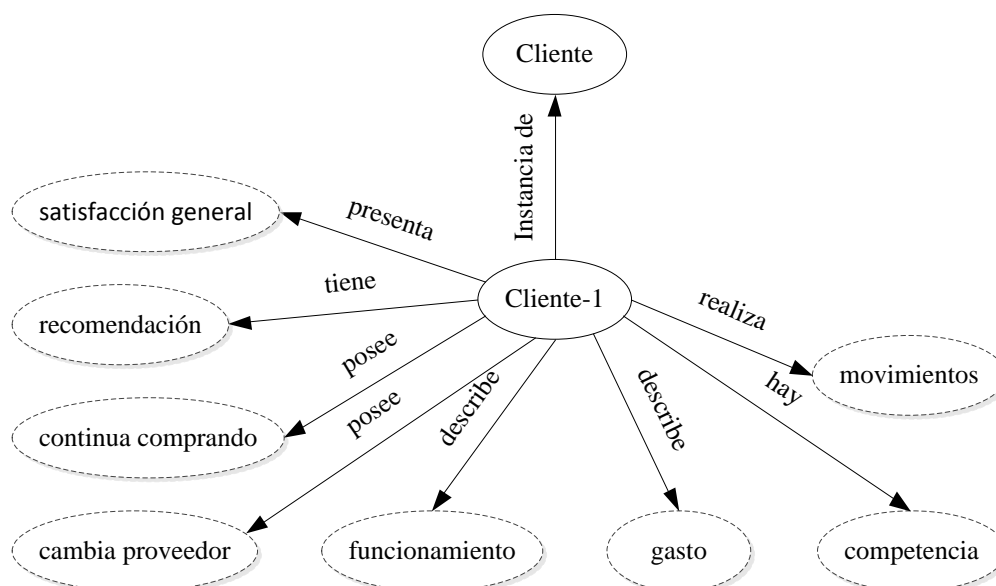 Cliente
Instancia de
satisfacción general
presenta
tiene
Cliente-1
realiza
recomendación
posee
movimientos
hay
posee
describe
describe
continua comprando
cambia proveedor
funcionamiento
gasto
competencia